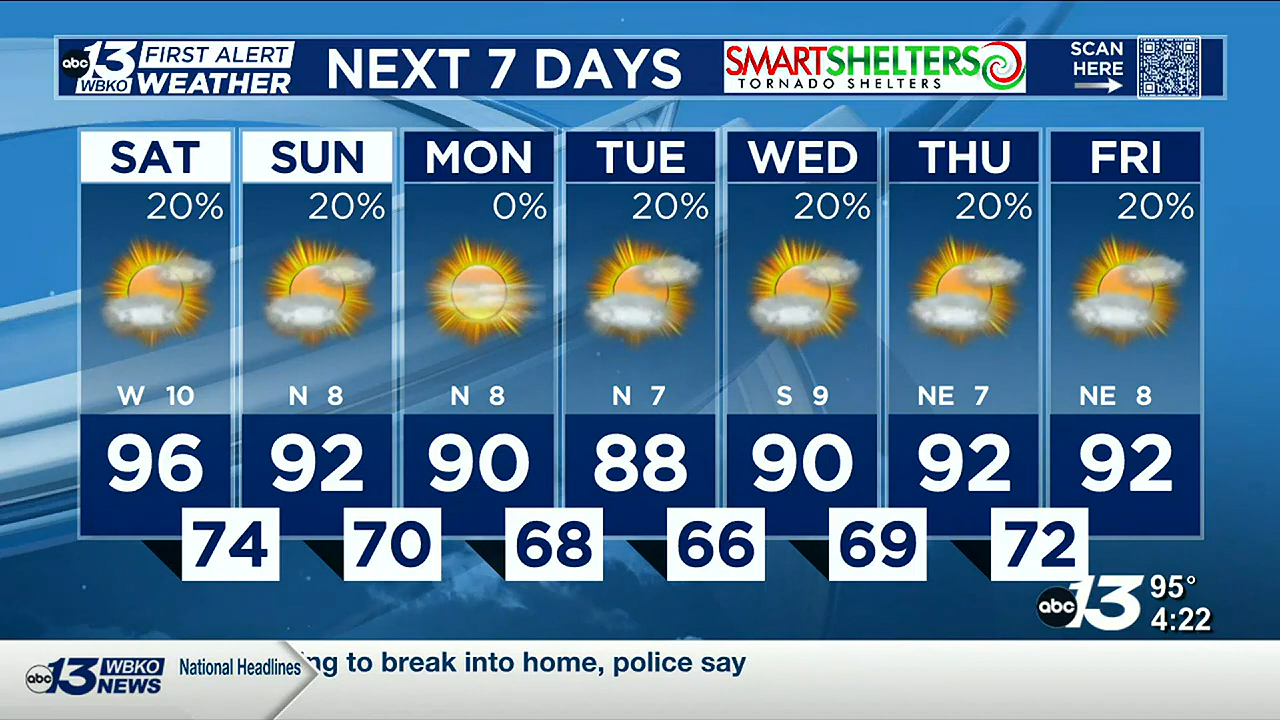 abc 13 WBKO FIRST ALERT WEATHER
NEXT 7 DAYS
SMARTSHELTERS
TORNADO SHELTERS
SCAN
HERE
SAT SUN MON TUE WED THU FRI
20% 20% 0% 20% 20% 20% 20%
W 10 N 8 N 8 N 7 S 9 NE 7 NE 8
96 92 90 88 90 92 92
74 70 68 66 69 72
abc 13 95°
4:22
abc 13 WBKO NEWS
National Headlines
ng to break into home, police say